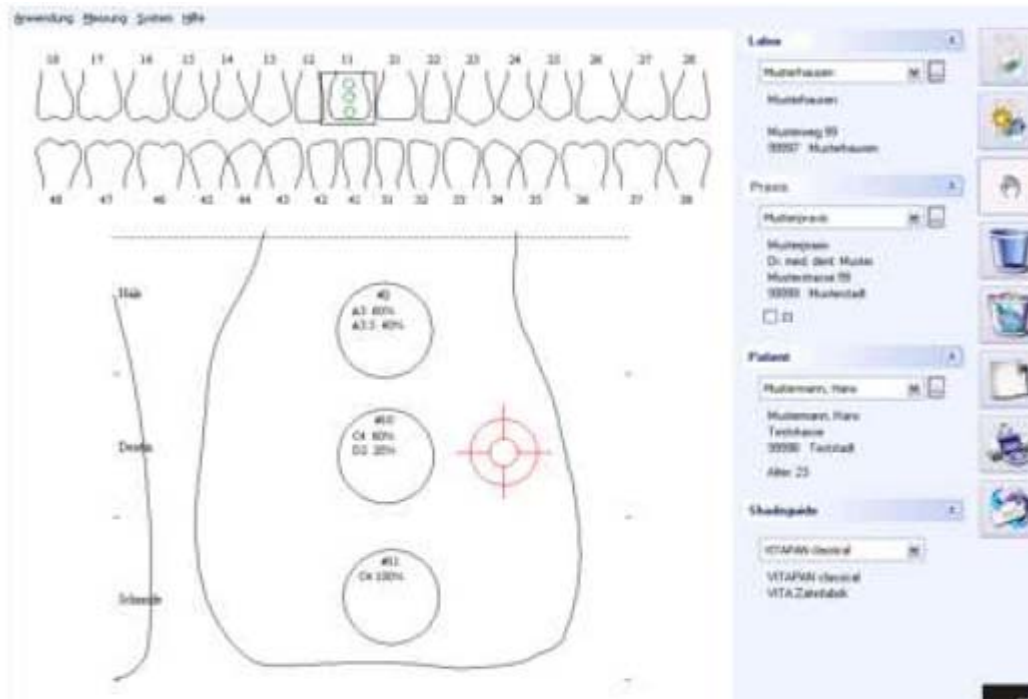 Anwendung Messung System Hilfe
18 17 16 15 14 13 12 11 21 22 23 24 25 26 27 28
48 47 46 45 44 43 42 41 31 32 33 34 35 36 37 38
Hals
A3 60%
A3.5 40%
Dentin
#10
C4 80%
D3 20%
Schneide
#11
C4 100%
Labor
Musterhausen
Musterhausen
Musterweg 99
99997 Musterhausen
Praxis
Musterpraxis
Musterpraxis
Dr. med. dent. Muster
Musterstrasse 99
99999 Musterstadt
Patient
Mustermann, Hans
Mustermann, Hans
Teststrasse
99998 Teststadt
Alter: 23
Shadeguide
VITAPAN classical
VITAPAN classical
VITA Zahnfabrik